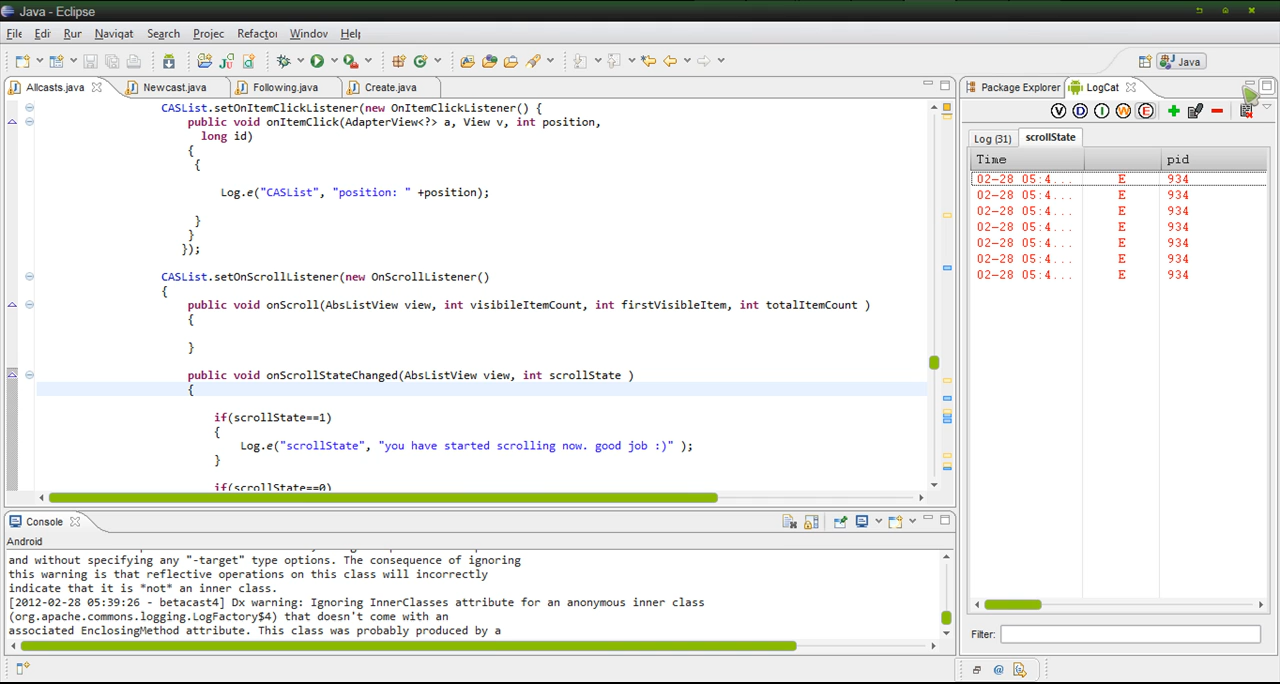 Java - Eclipse
File Edi Rur Navigat Search Projec Refactor Window Help
Java
Allcasts.java
Newcast.java
Following.java
Create.java
CASList.setOnItemClickListener(new OnItemClickListener() {
public void onItemClick(AdapterView<?> a, View v, int position,
long id)
{
{
Log.e("CASList", "position: " +position);
}
}
});
CASList.setOnScrollListener(new OnScrollListener()
{
public void onScroll(AbsListView view, int visibileItemCount, int firstVisibleItem, int totalItemCount )
{
}
public void onScrollStateChanged(AbsListView view, int scrollState )
{
if(scrollState==1)
{
Log.e("scrollState", "you have started scrolling now. good job :)" );
}
if(scrollState==0)
Package Explorer
LogCat
V D I W E
Log (31)
scrollState
Time pid
02-28 05:4... E 934
02-28 05:4... E 934
02-28 05:4... E 934
02-28 05:4... E 934
02-28 05:4... E 934
02-28 05:4... E 934
02-28 05:4... E 934
Filter:
Console
Android
and without specifying any "-target" type options. The consequence of ignoring
this warning is that reflective operations on this class will incorrectly
indicate that it is *not* an inner class.
[2012-02-28 05:39:26 - betacast4] Dx warning: Ignoring InnerClasses attribute for an anonymous inner class
(org.apache.commons.logging.LogFactory$4) that doesn't come with an
associated EnclosingMethod attribute. This class was probably produced by a